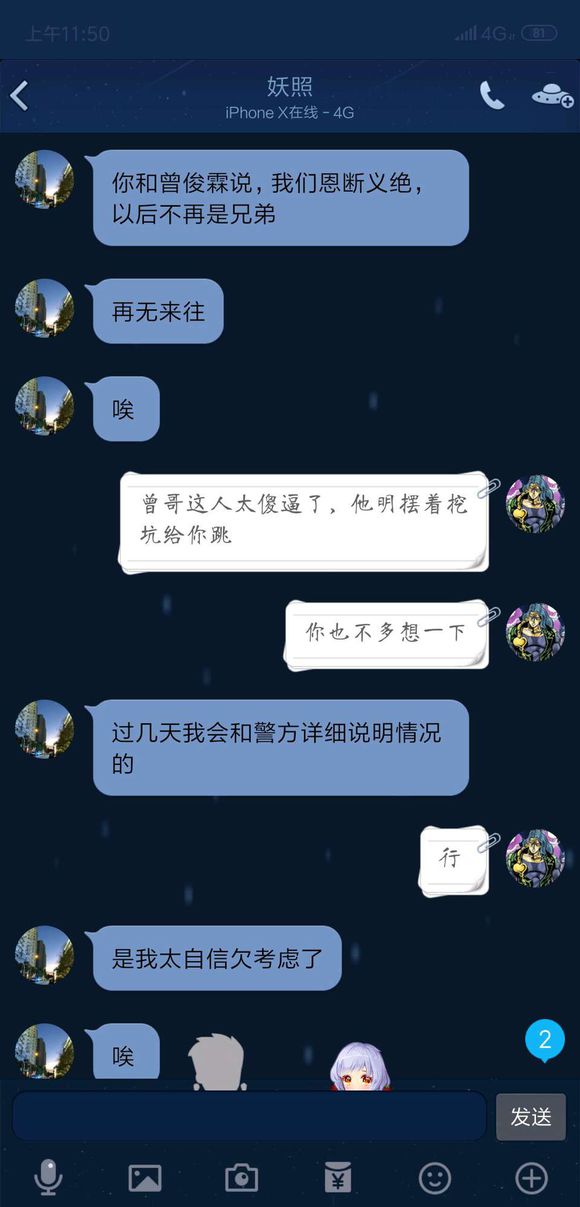 上午11:50
4G
81
妖照
iPhone X在线 - 4G
你和曾俊霖说，我们恩断义绝，
以后不再是兄弟
再无来往
唉
曾哥这人太傻逼了，他明摆着挖
坑给你跳
你也不多想一下
过几天我会和警方详细说明情况
的
行
是我太自信欠考虑了
唉
2
发送